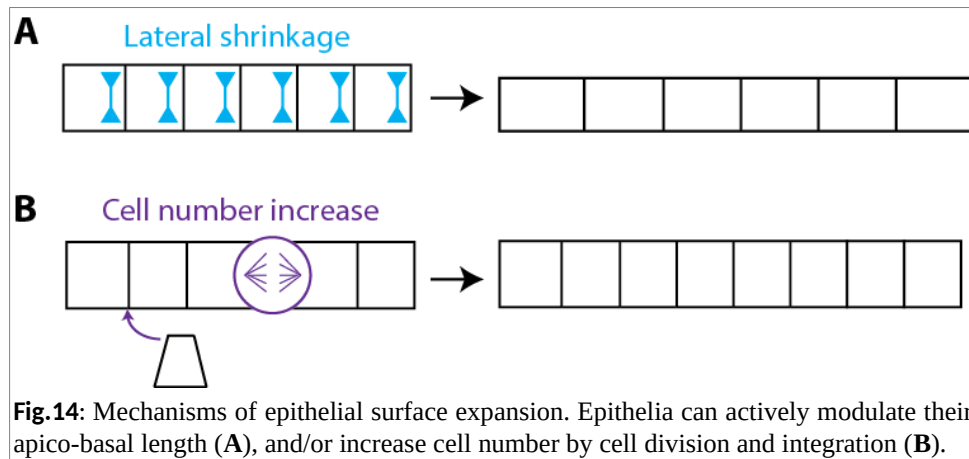 A
Lateral shrinkage
B
Cell number increase
Fig.14: Mechanisms of epithelial surface expansion. Epithelia can actively modulate their
apico-basal length (A), and/or increase cell number by cell division and integration (B).